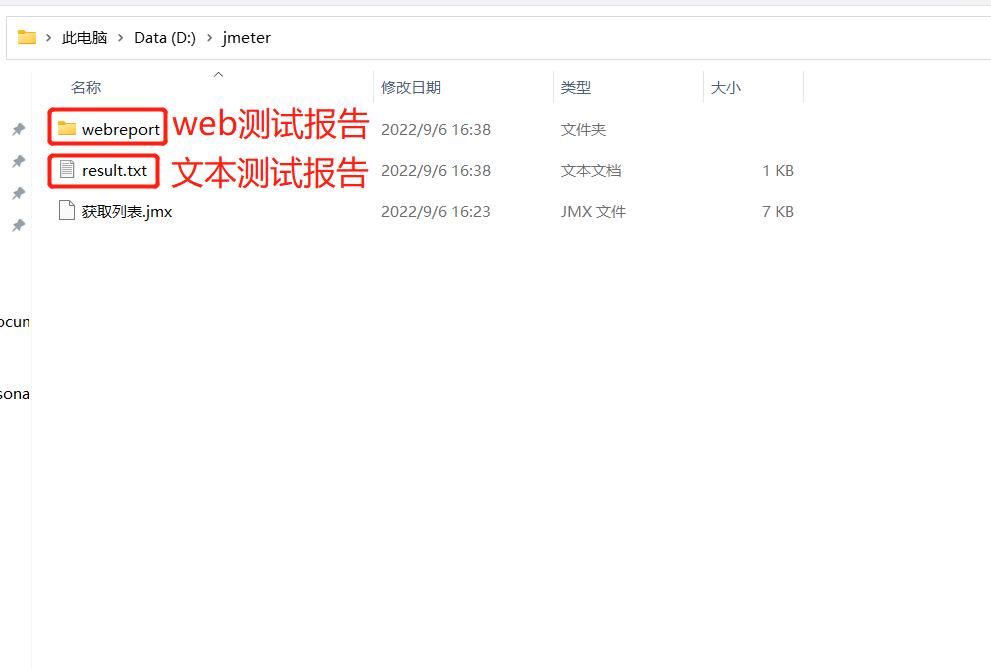 此电脑 > Data (D:) > jmeter
名称 修改日期 类型 大小
webreport web测试报告 2022/9/6 16:38 文件夹
result.txt 文本测试报告 2022/9/6 16:38 文本文档 1 KB
获取列表.jmx 2022/9/6 16:23 JMX 文件 7 KB
ocum
sona